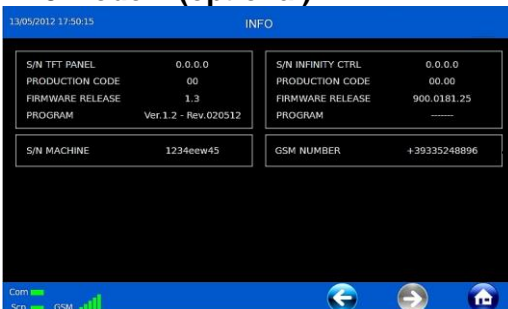 (optional)
13/05/2012 17:50:15 INFO
S/N TFT PANEL 0.0.0.0
PRODUCTION CODE 00
FIRMWARE RELEASE 1.3
PROGRAM Ver.1.2 - Rev.020512
S/N INFINITY CTRL 0.0.0.0
PRODUCTION CODE 00.00
FIRMWARE RELEASE 900.0181.25
PROGRAM -------
S/N MACHINE 1234eew45
GSM NUMBER +39335248896
Com
Scp GSM